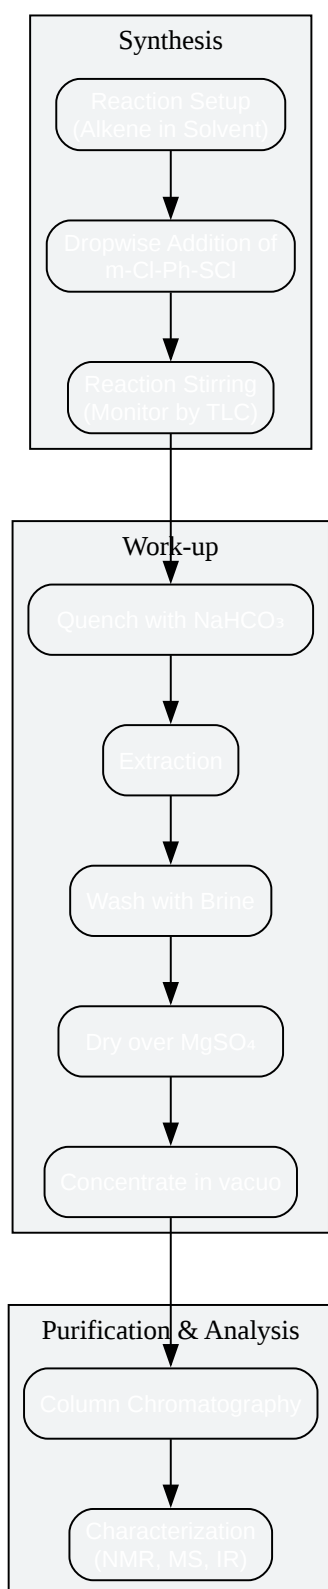 Synthesis
Reaction Setup
(Alkene in Solvent)
Dropwise Addition of
m-Cl-Ph-SCl
Reaction Stirring
(Monitor by TLC)
Work-up
Quench with NaHCO₃
Extraction
Wash with Brine
Dry over MgSO₄
Concentrate in vacuo
Purification & Analysis
Column Chromatography
Characterization
(NMR, MS, IR)